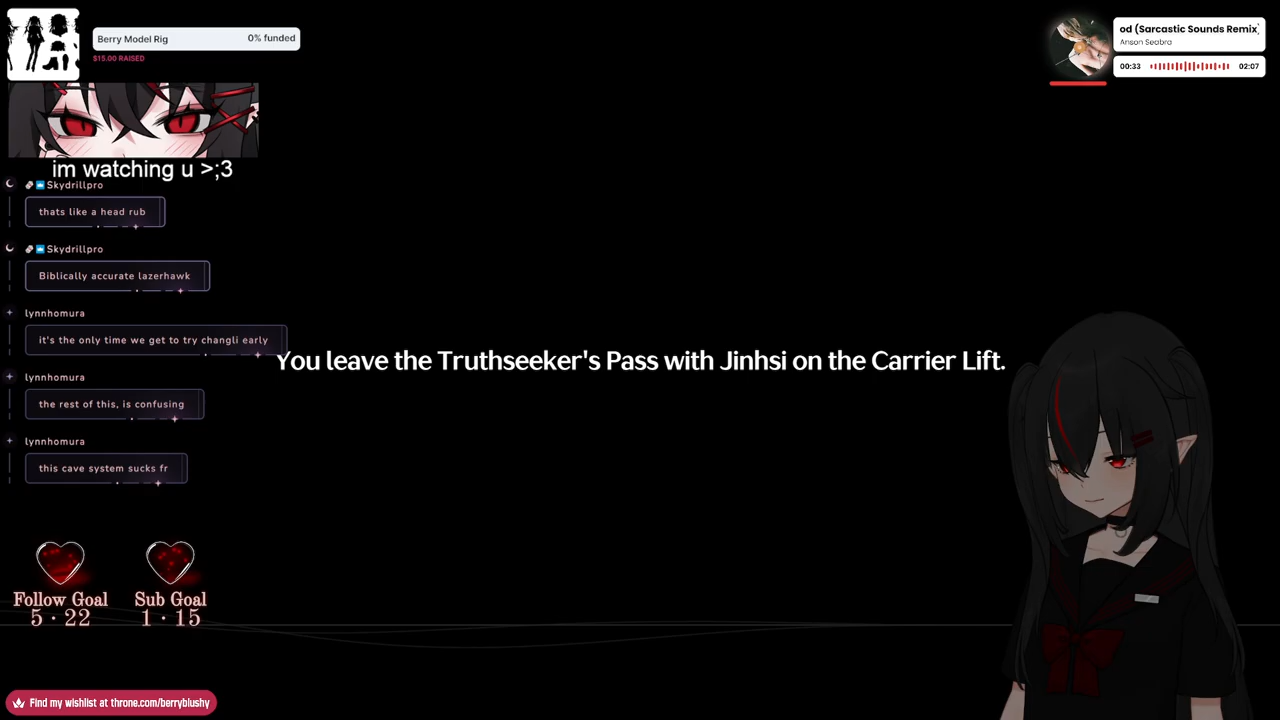 Berry Model Rig 0% funded
$15.00 RAISED
od (Sarcastic Sounds Remix)
Anson Seabra
00:33 02:07
im watching u >;3
Skydrillpro
thats like a head rub
Skydrillpro
Biblically accurate lazerhawk
lynnhomura
it's the only time we get to try changli early
You leave the Truthseeker's Pass with Jinhsi on the Carrier Lift.
lynnhomura
the rest of this, is confusing
lynnhomura
this cave system sucks fr
Follow Goal Sub Goal
5 · 22 1 · 15
Find my wishlist at throne.com/berryblushy